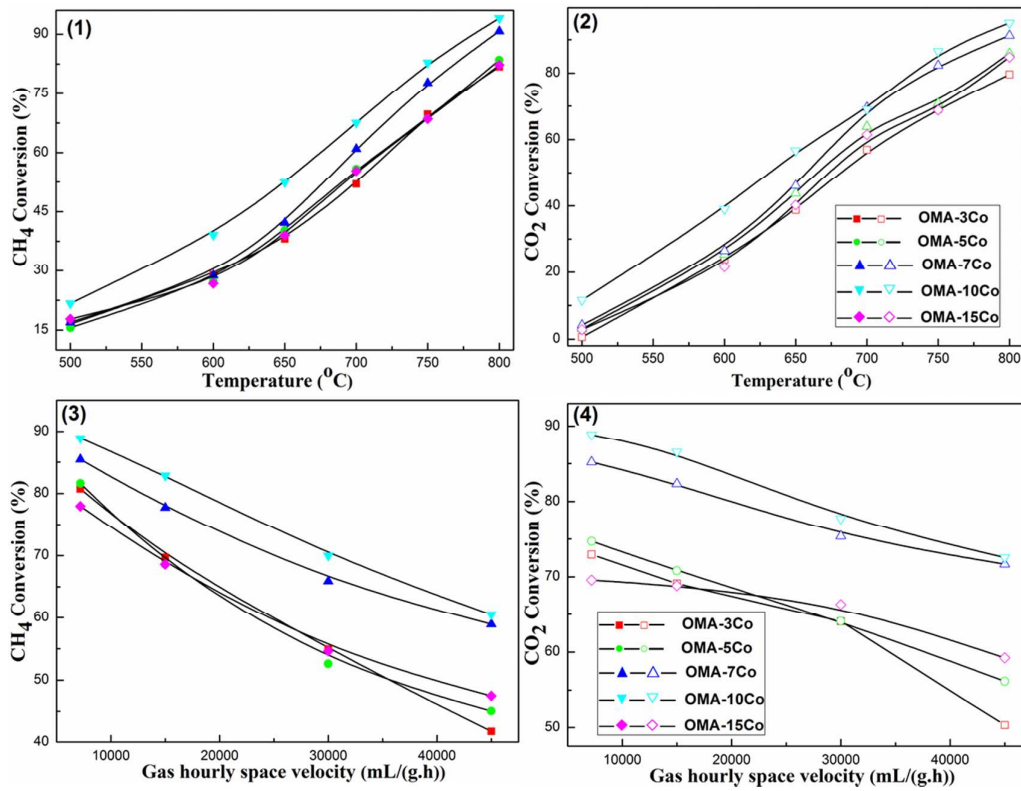 (1)
CH4 Conversion (%)
90
75
60
45
30
15
500 550 600 650 700 750 800
Temperature (oC)
(2)
CO2 Conversion (%)
100
80
60
40
20
0
OMA-3Co
OMA-5Co
OMA-7Co
OMA-10Co
OMA-15Co
500 550 600 650 700 750 800
Temperature (oC)
(3)
CH4 Conversion (%)
90
80
70
60
50
40
10000 20000 30000 40000
Gas hourly space velocity (mL/(g.h))
(4)
CO2 Conversion (%)
90
80
70
60
50
OMA-3Co
OMA-5Co
OMA-7Co
OMA-10Co
OMA-15Co
10000 20000 30000 40000
Gas hourly space velocity (mL/(g.h))